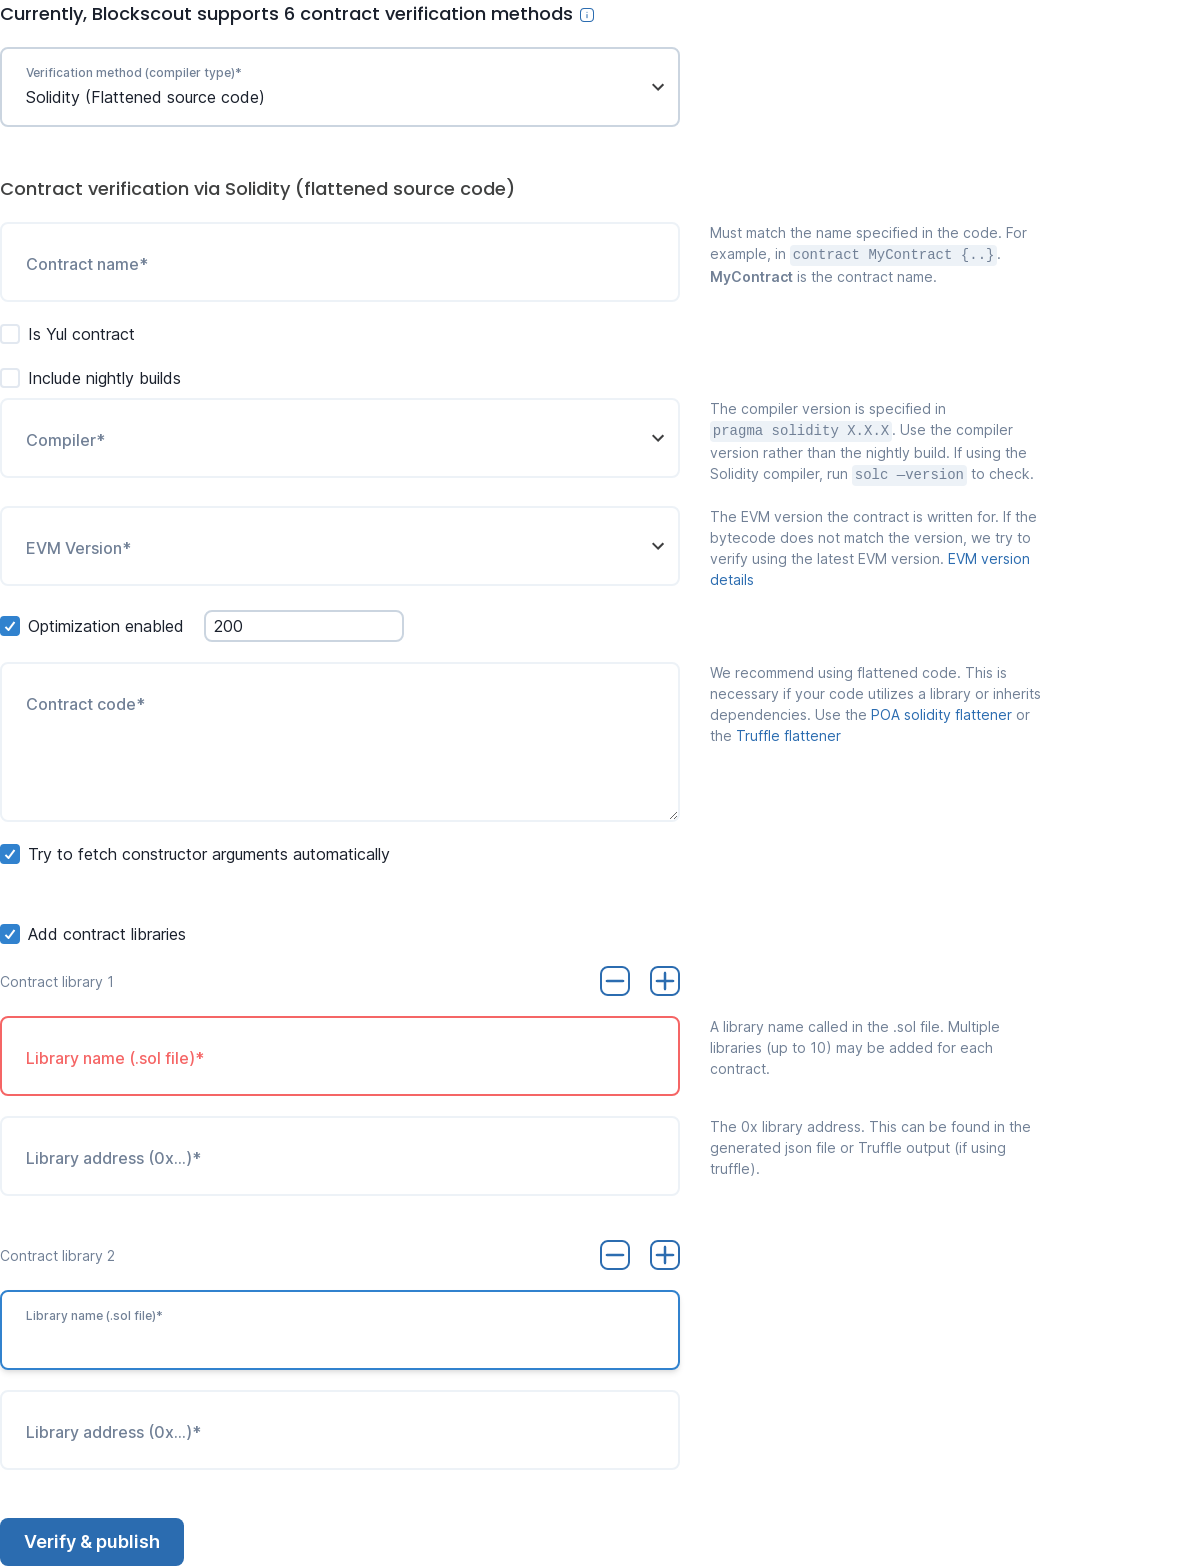 Currently, Blockscout supports 6 contract verification methods
Verification method (compiler type)*
Solidity (Flattened source code)
Contract verification via Solidity (flattened source code)
Contract name*
Must match the name specified in the code. For
example, in contract MyContract {..}.
MyContract is the contract name.
Is Yul contract
Include nightly builds
Compiler*
The compiler version is specified in
pragma solidity X.X.X. Use the compiler
version rather than the nightly build. If using the
Solidity compiler, run solc —version to check.
EVM Version*
The EVM version the contract is written for. If the
bytecode does not match the version, we try to
verify using the latest EVM version. EVM version
details
Optimization enabled 200
Contract code*
We recommend using flattened code. This is
necessary if your code utilizes a library or inherits
dependencies. Use the POA solidity flattener or
the Truffle flattener
Try to fetch constructor arguments automatically
Add contract libraries
Contract library 1
Library name (.sol file)*
A library name called in the .sol file. Multiple
libraries (up to 10) may be added for each
contract.
Library address (0x...)*
The 0x library address. This can be found in the
generated json file or Truffle output (if using
truffle).
Contract library 2
Library name (.sol file)*
Library address (0x...)*
Verify & publish